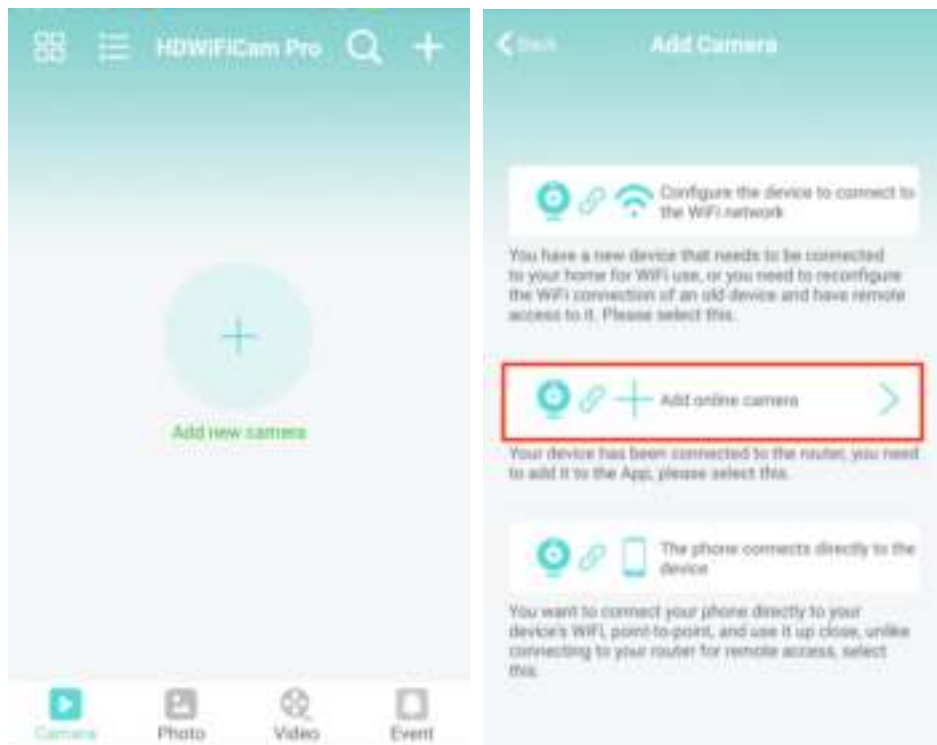 HDWiFiCam Pro
Add new camera
Camera
Photo
Video
Event
Back
Add Camera
Configure the device to connect to
the WiFi network
You have a new device that needs to be connected
to your home for WiFi use, or you need to reconfigure
the WiFi connection of an old device and have remote
access to it. Please select this.
Add online camera
Your device has been connected to the router, you need
to add it to the App, please select this.
The phone connects directly to the
device
You want to connect your phone directly to your
device's WiFi, point-to-point, and use it up close, unlike
connecting to your router for remote access, select
this.